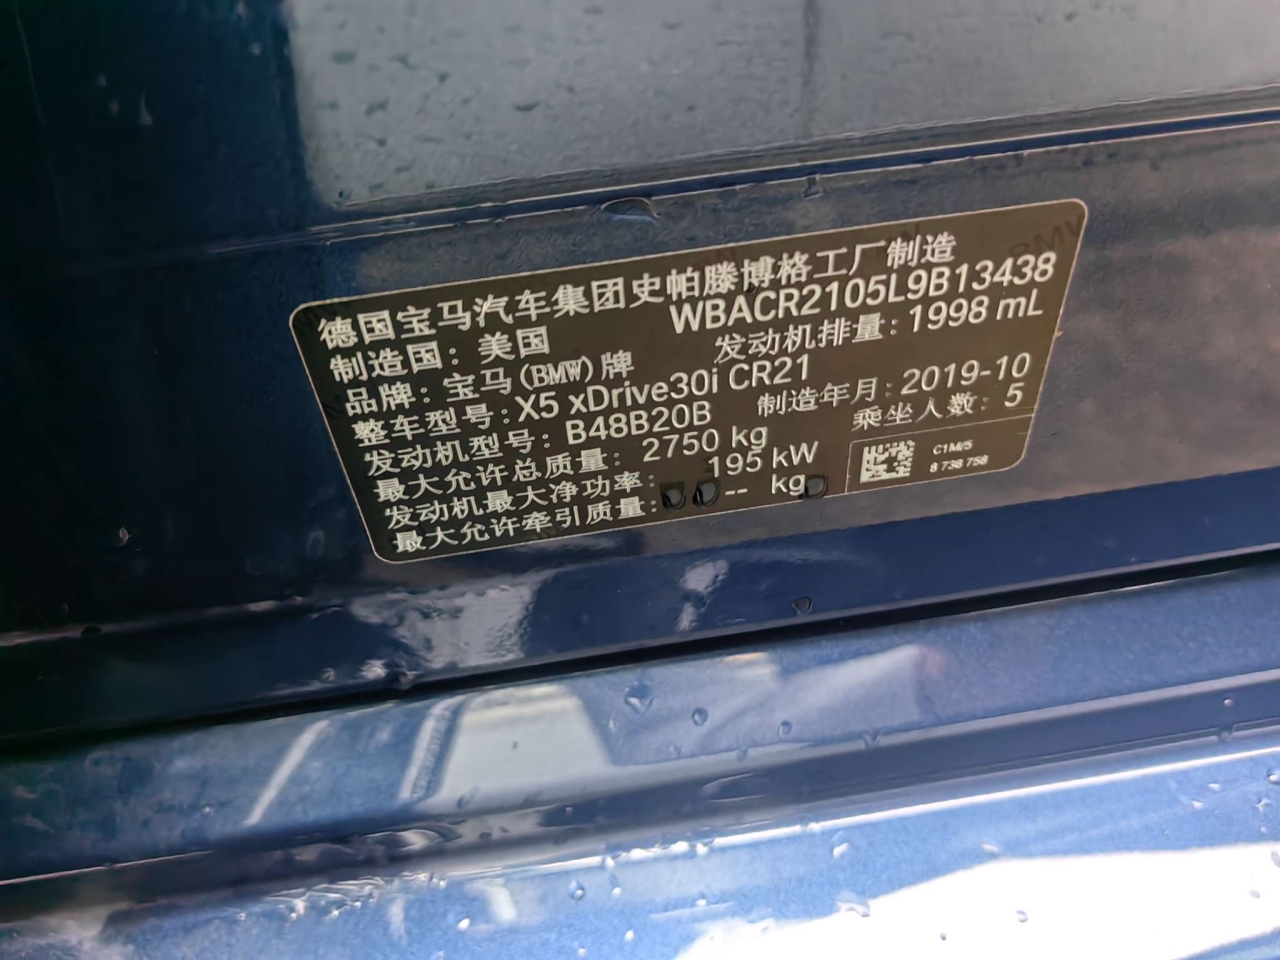 德国宝马汽车集团史帕滕博格工厂制造
制造国：美国 WBACR2105L9B13438
品牌：宝马(BMW)牌 发动机排量：1998 mL
整车型号：X5 xDrive30i CR21
发动机型号：B48B20B 制造年月：2019-10
最大允许总质量：2750 kg 乘坐人数：5
发动机最大净功率：195 kW
最大允许牵引质量：-- kg
C1M/5
8 738 758